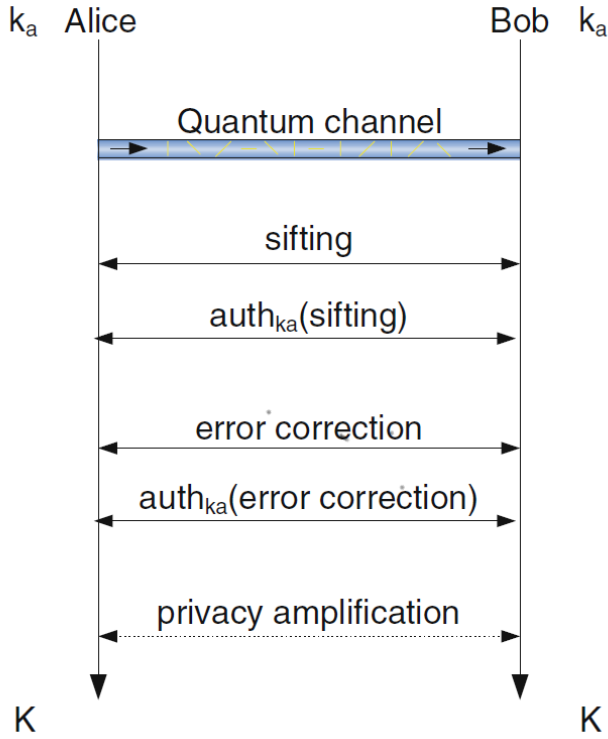 kₐ Alice Bob kₐ
Quantum channel
sifting
authₖₐ(sifting)
error correction
authₖₐ(error correction)
privacy amplification
K K